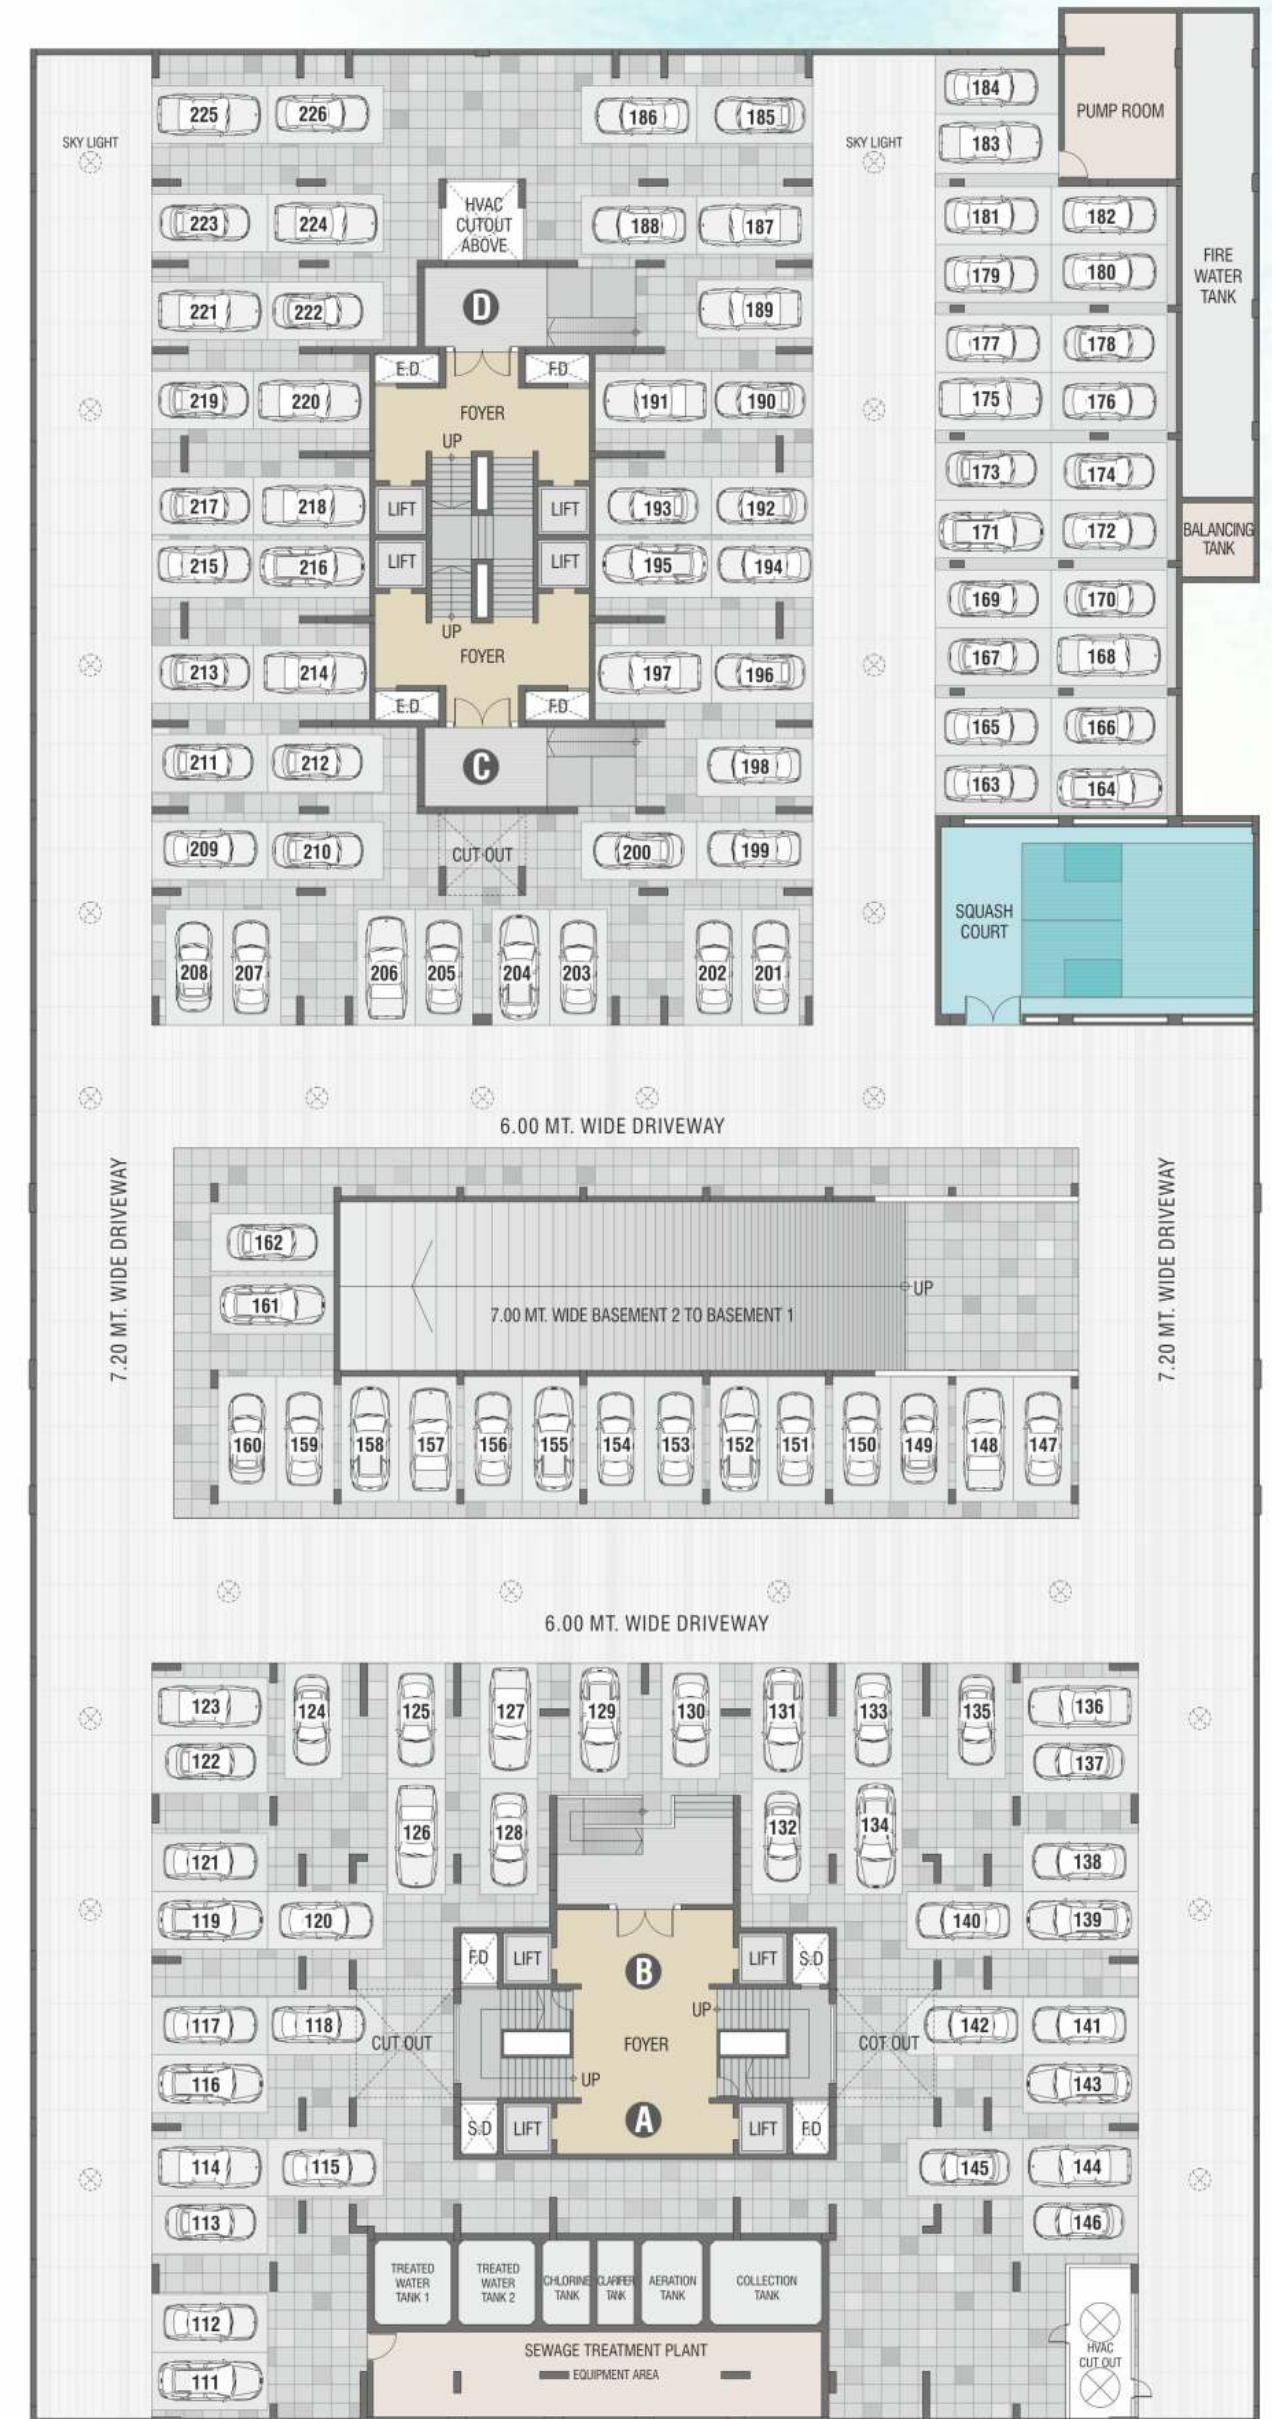 184
PUMP ROOM
225
226
186
185
183
SKY LIGHT
SKY LIGHT
223
224
HVAC
CUTOUT
ABOVE
188
187
181
182
FIRE
WATER
TANK
179
180
221
222
D
189
177
178
E.D
F.D
219
220
FOYER
191
190
175
176
UP
173
174
217
218
LIFT
LIFT
193
192
171
172
BALANCING
TANK
215
216
LIFT
LIFT
195
194
169
170
UP
FOYER
213
214
197
196
167
168
E.D
F.D
165
166
211
212
C
198
163
164
209
210
CUT OUT
200
199
SQUASH
COURT
208
207
206
205
204
203
202
201
6.00 MT. WIDE DRIVEWAY
7.20 MT. WIDE DRIVEWAY
7.20 MT. WIDE DRIVEWAY
162
UP
161
7.00 MT. WIDE BASEMENT 2 TO BASEMENT 1
160
159
158
157
156
155
154
153
152
151
150
149
148
147
6.00 MT. WIDE DRIVEWAY
123
124
125
127
129
130
131
133
135
136
122
137
126
128
132
134
121
138
119
120
140
139
F.D
LIFT
B
LIFT
S.D
UP
117
118
CUT OUT
FOYER
COT OUT
142
141
UP
116
143
S.D
LIFT
A
LIFT
F.D
114
115
145
144
113
146
TREATED
WATER
TANK 1
TREATED
WATER
TANK 2
CHLORINE
TANK
CLARIFER
TANK
AERATION
TANK
COLLECTION
TANK
112
HVAC
CUT OUT
SEWAGE TREATMENT PLANT
EQUIPMENT AREA
111